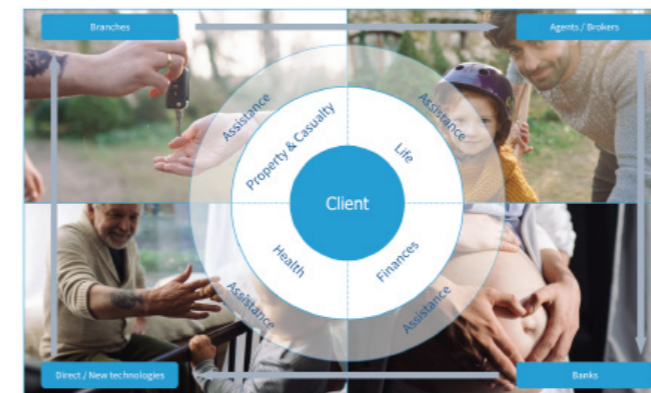 Branches
Agents / Brokers
Assistance
Assistance
Property & Casualty
Life
Client
Health
Finances
Assistance
Assistance
Direct / New technologies
Banks